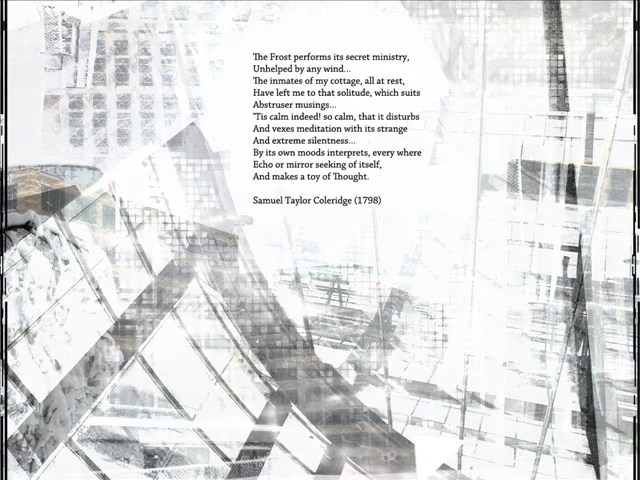 The Frost performs its secret ministry,
Unhelped by any wind...
The inmates of my cottage, all at rest,
Have left me to that solitude, which suits
Abstruser musings...
'Tis calm indeed! so calm, that it disturbs
And vexes meditation with its strange
And extreme silentness...
By its own moods interprets, every where
Echo or mirror seeking of itself,
And makes a toy of Thought.
Samuel Taylor Coleridge (1798)